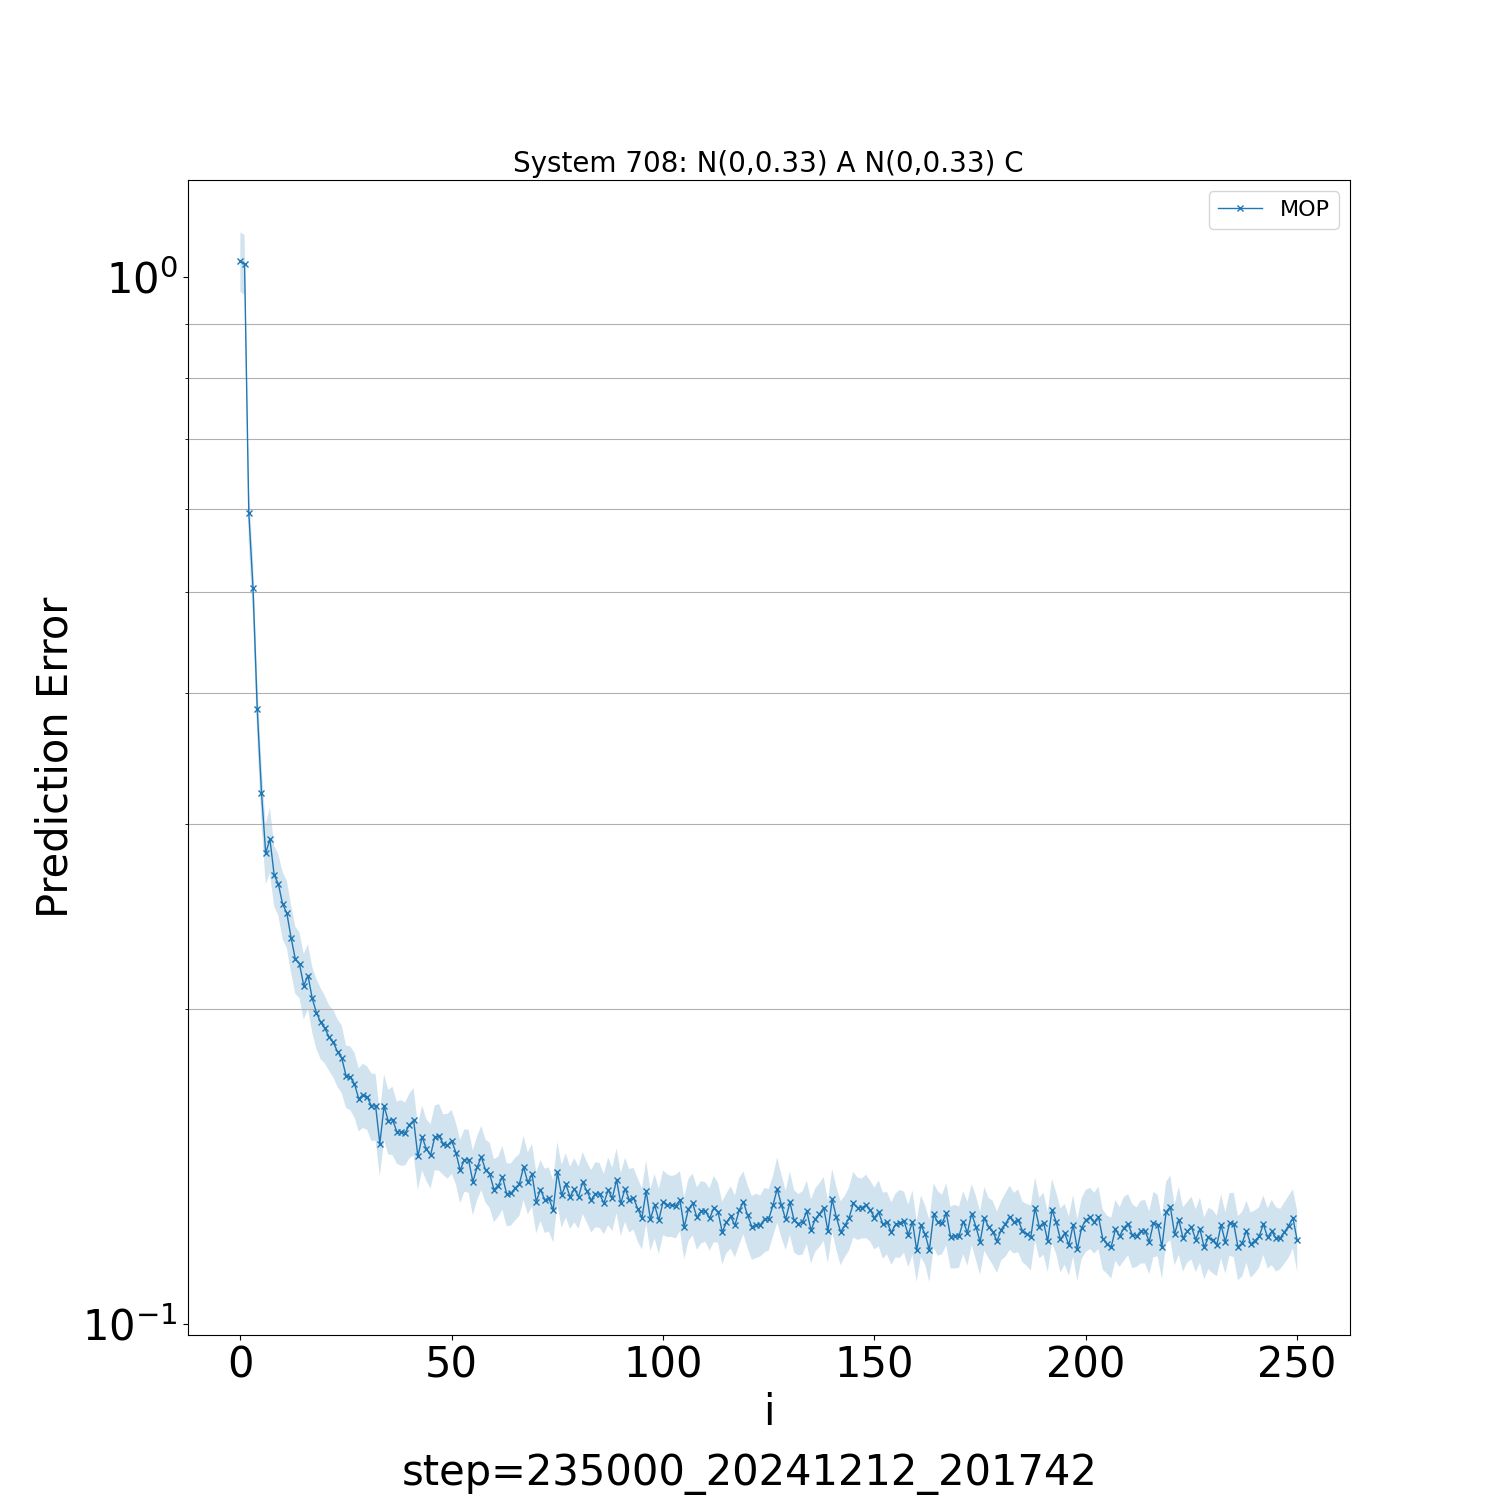 System 708: N(0,0.33) A N(0,0.33) C
MOP
10⁰
Prediction Error
10⁻¹
0 50 100 150 200 250
i
step=235000_20241212_201742